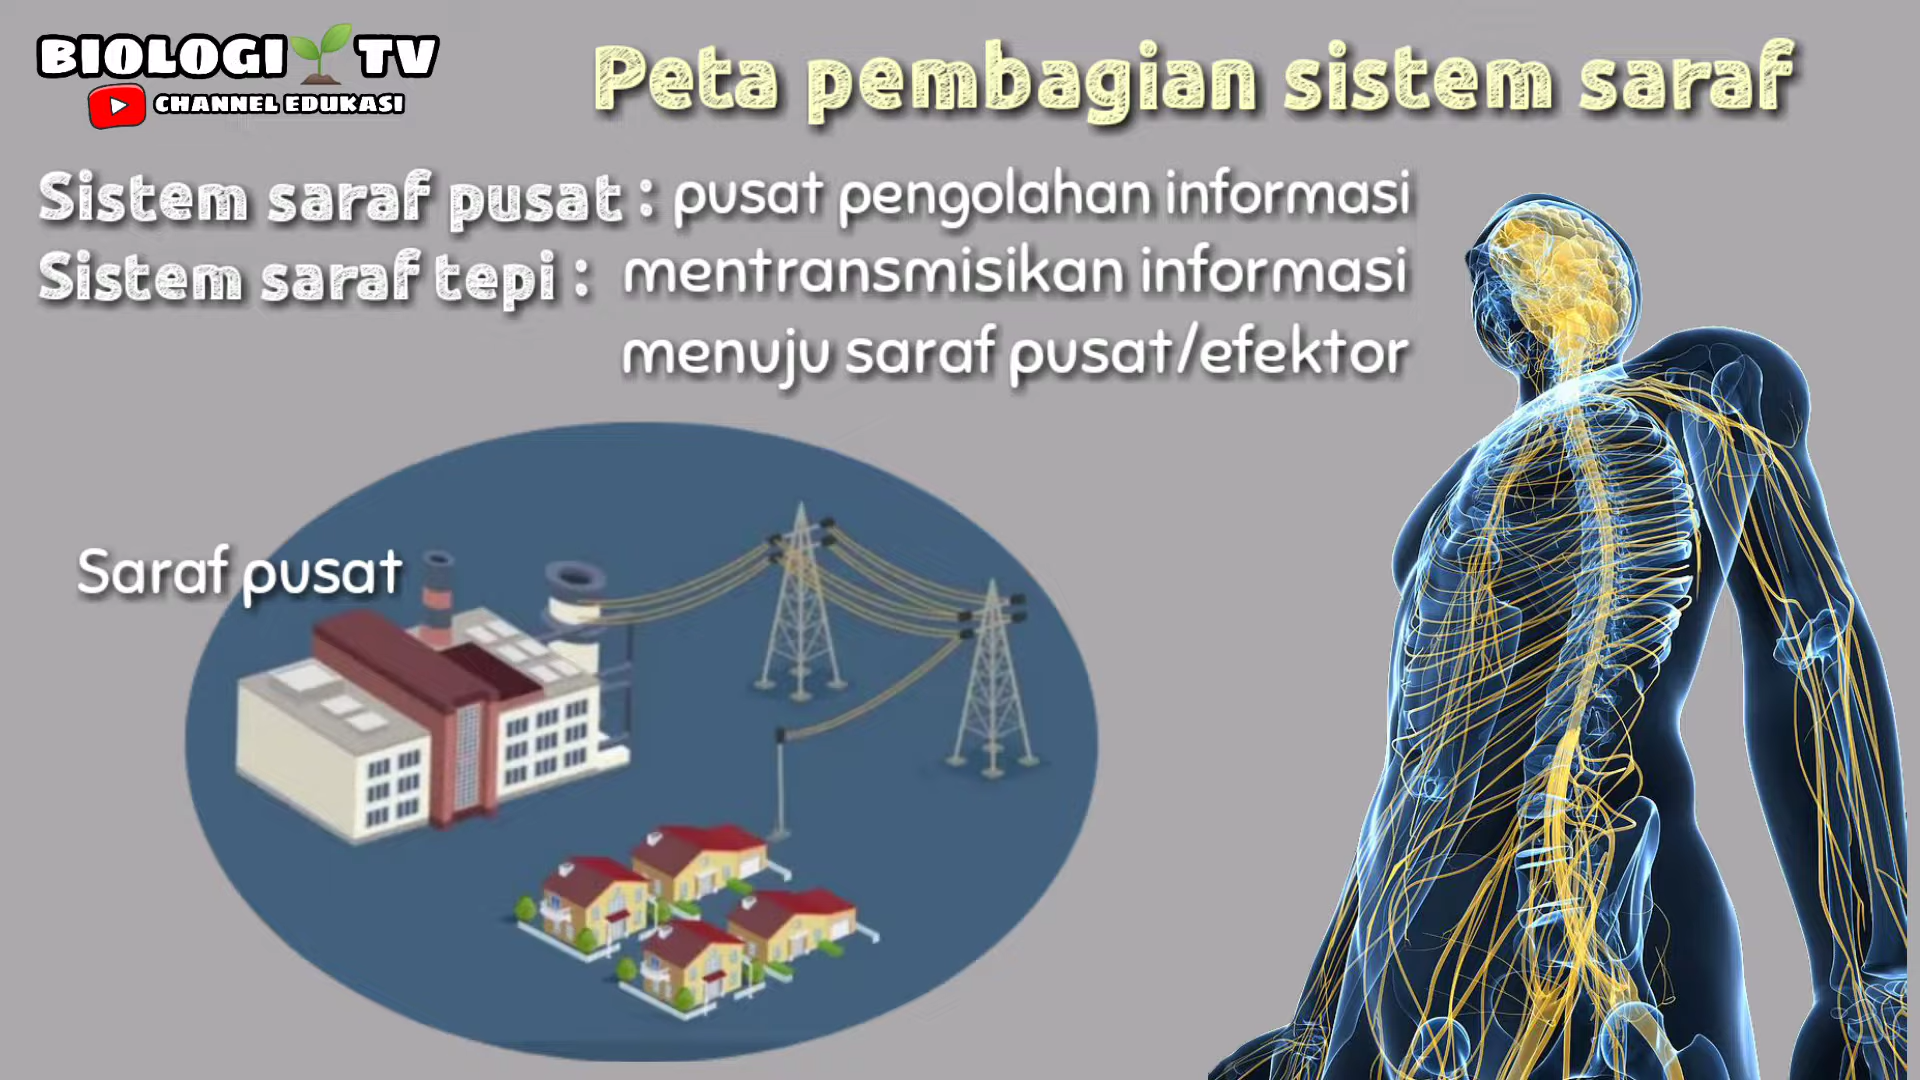 BIOLOGI TV
CHANNEL EDUKASI
Peta pembagian sistem saraf
Sistem saraf pusat : pusat pengolahan informasi
Sistem saraf tepi : mentransmisikan informasi
menuju saraf pusat/efektor
Saraf pusat